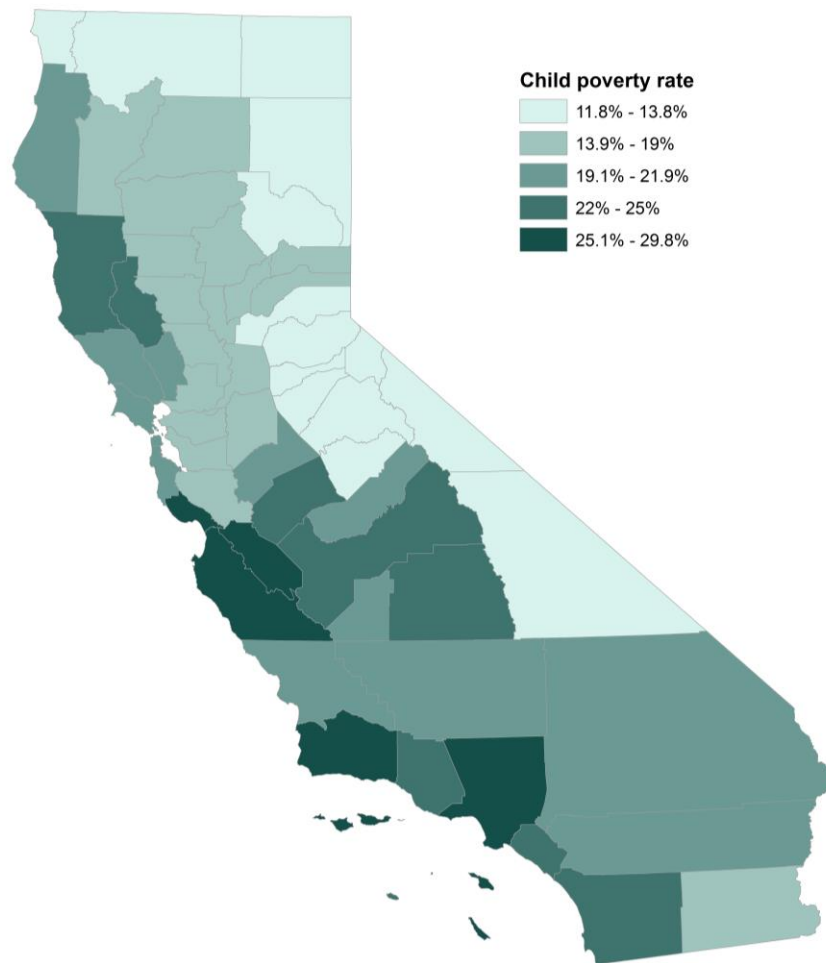 Child poverty rate
11.8% - 13.8%
13.9% - 19%
19.1% - 21.9%
22% - 25%
25.1% - 29.8%